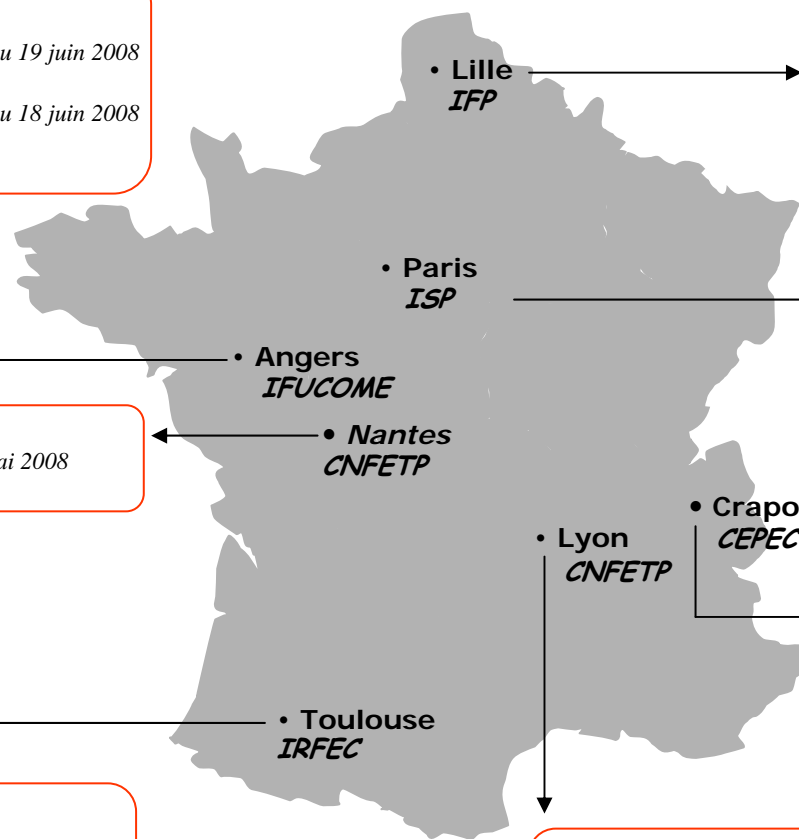 u 19 juin 2008
u 18 juin 2008
• Lille
IFP
• Paris
ISP
• Angers
IFUCOME
• Nantes
CNFETP
ai 2008
• Crapo
CEPEC
• Lyon
CNFETP
• Toulouse
IRFEC